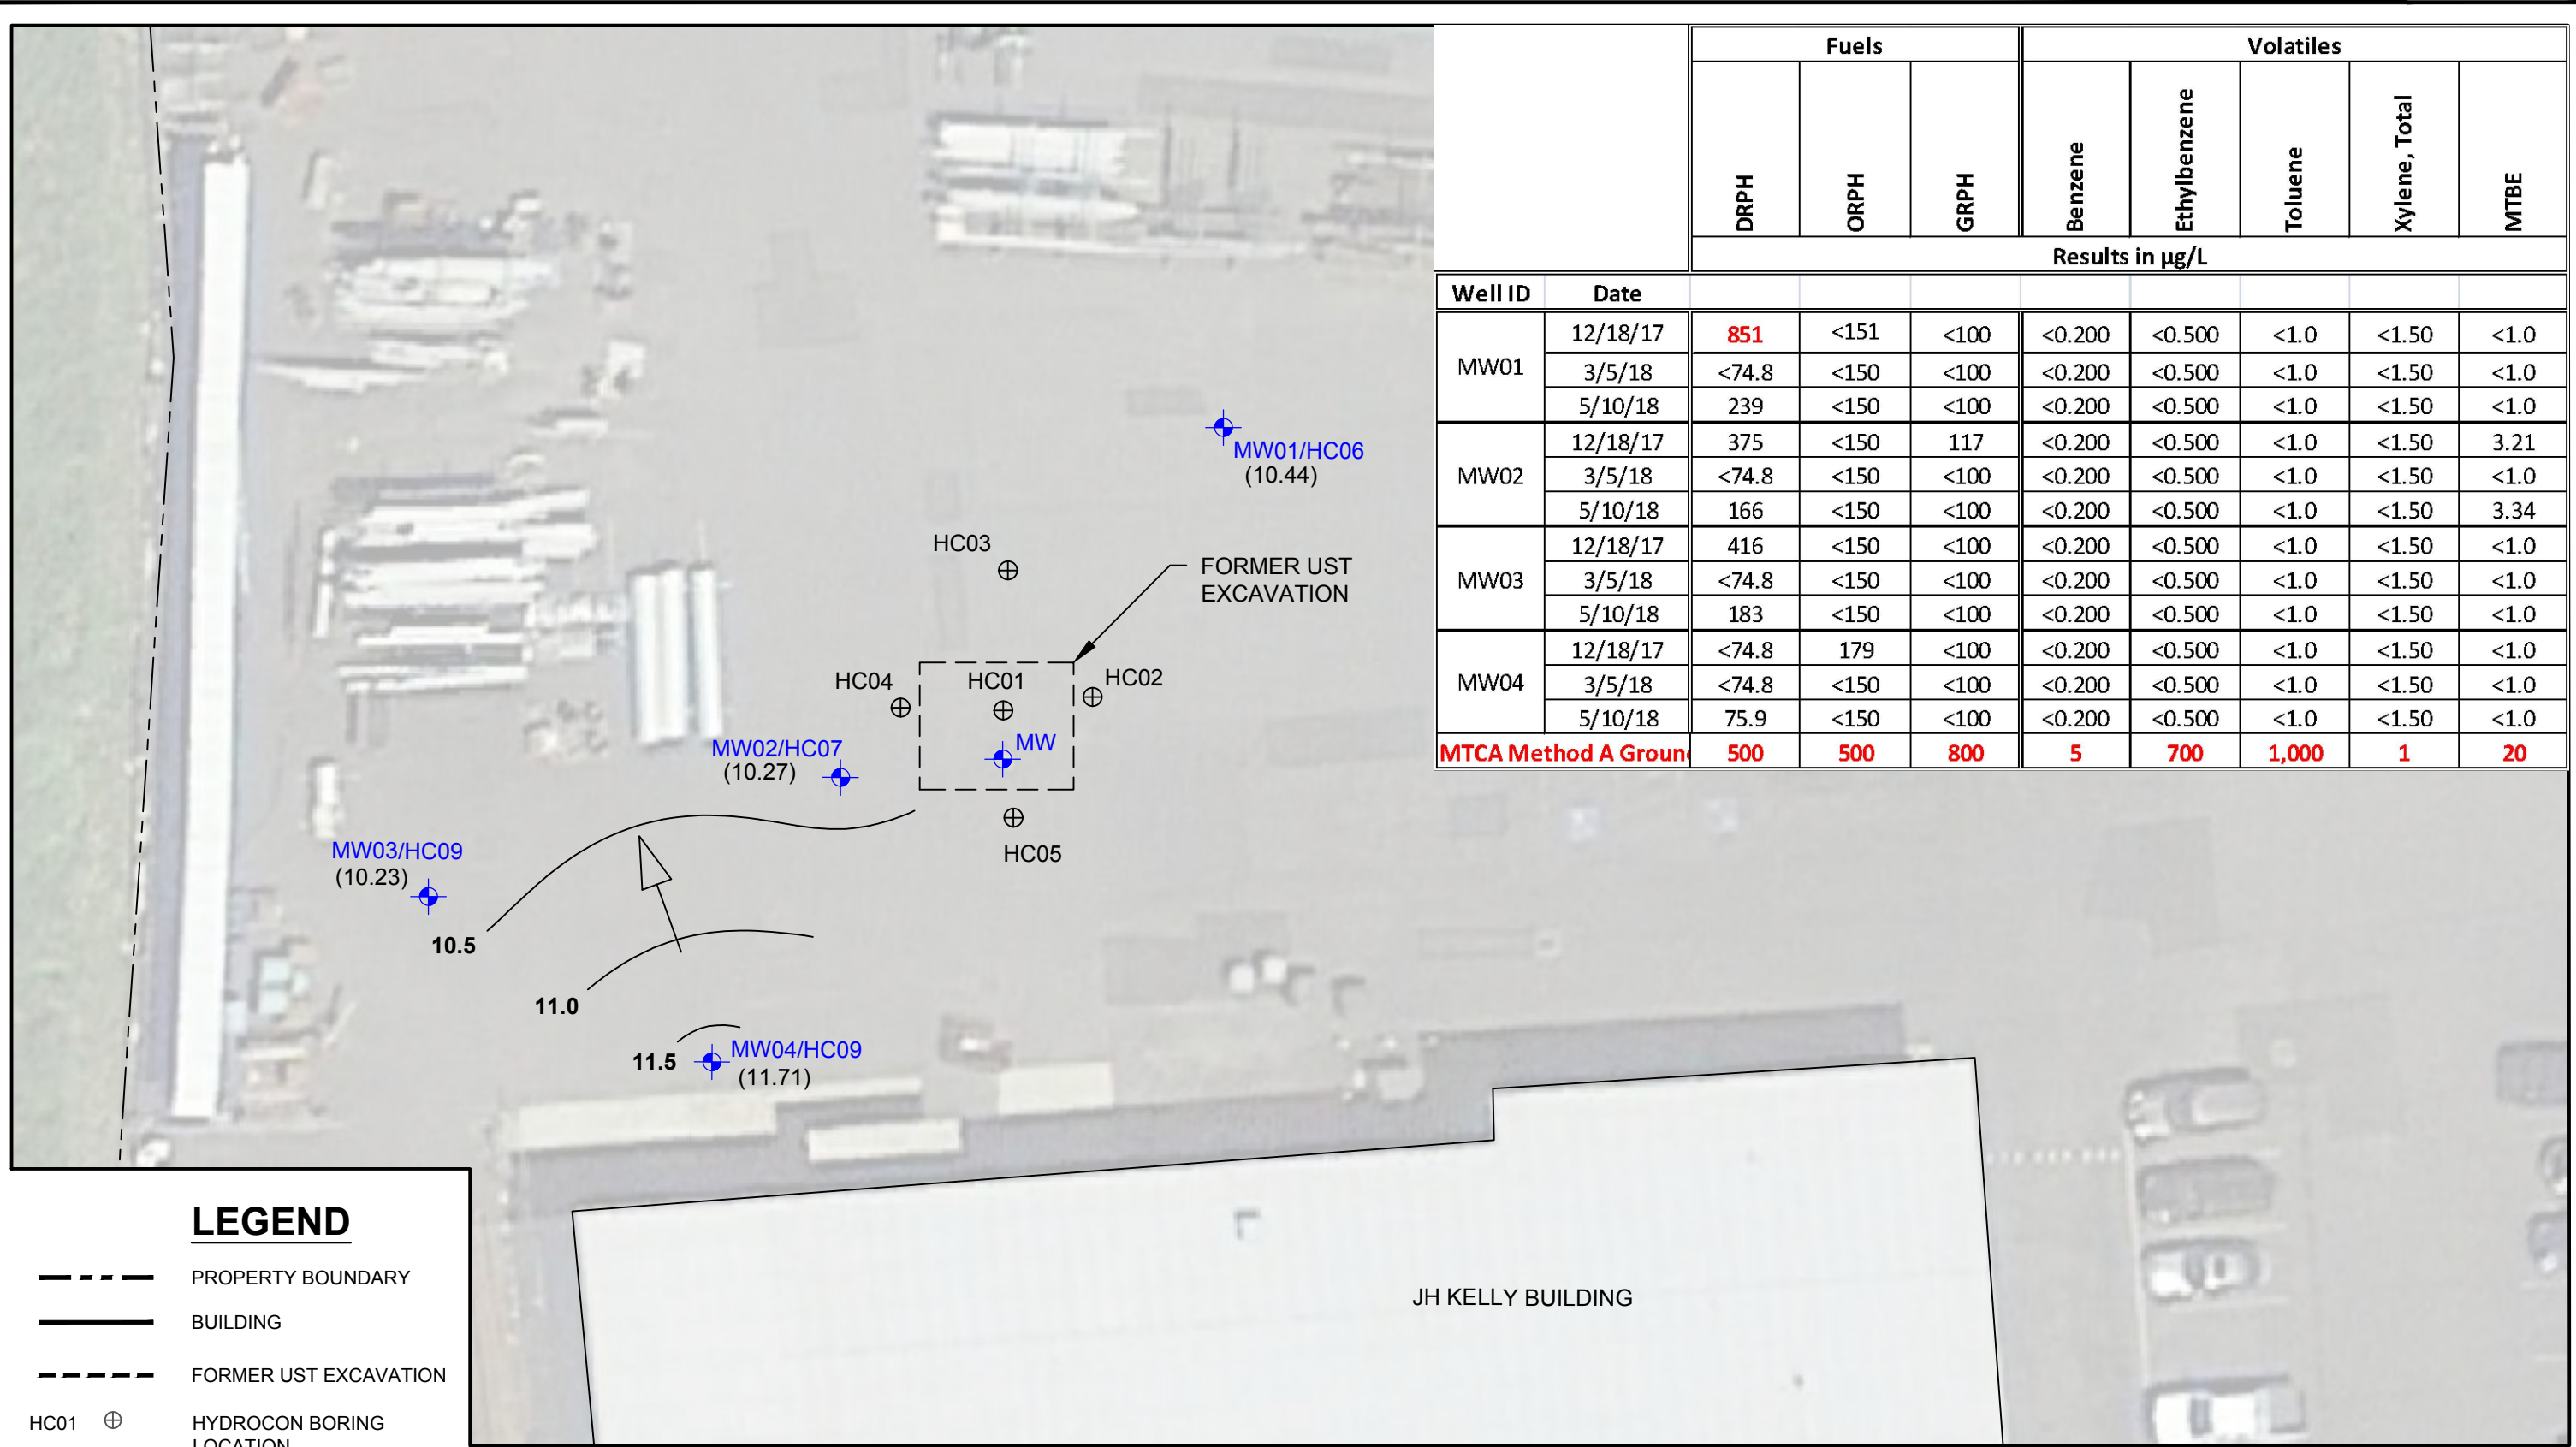 Fuels Volatiles
DRPH ORPH GRPH Benzene Ethylbenzene Toluene Xylene, Total MTBE
Results in µg/L
Well ID Date
MW01 12/18/17 851 <151 <100 <0.200 <0.500 <1.0 <1.50 <1.0
3/5/18 <74.8 <150 <100 <0.200 <0.500 <1.0 <1.50 <1.0
5/10/18 239 <150 <100 <0.200 <0.500 <1.0 <1.50 <1.0
MW02 12/18/17 375 <150 117 <0.200 <0.500 <1.0 <1.50 3.21
3/5/18 <74.8 <150 <100 <0.200 <0.500 <1.0 <1.50 <1.0
5/10/18 166 <150 <100 <0.200 <0.500 <1.0 <1.50 3.34
MW03 12/18/17 416 <150 <100 <0.200 <0.500 <1.0 <1.50 <1.0
3/5/18 <74.8 <150 <100 <0.200 <0.500 <1.0 <1.50 <1.0
5/10/18 183 <150 <100 <0.200 <0.500 <1.0 <1.50 <1.0
MW04 12/18/17 <74.8 179 <100 <0.200 <0.500 <1.0 <1.50 <1.0
3/5/18 <74.8 <150 <100 <0.200 <0.500 <1.0 <1.50 <1.0
5/10/18 75.9 <150 <100 <0.200 <0.500 <1.0 <1.50 <1.0
MTCA Method A Groun 500 500 800 5 700 1,000 1 20
MW01/HC06
(10.44)
HC03
FORMER UST
EXCAVATION
HC04
HC01
HC02
MW02/HC07
(10.27)
MW
HC05
MW03/HC09
(10.23)
10.5
11.0
11.5
MW04/HC09
(11.71)
JH KELLY BUILDING
LEGEND
PROPERTY BOUNDARY
BUILDING
FORMER UST EXCAVATION
HC01 HYDROCON BORING
LOCATION